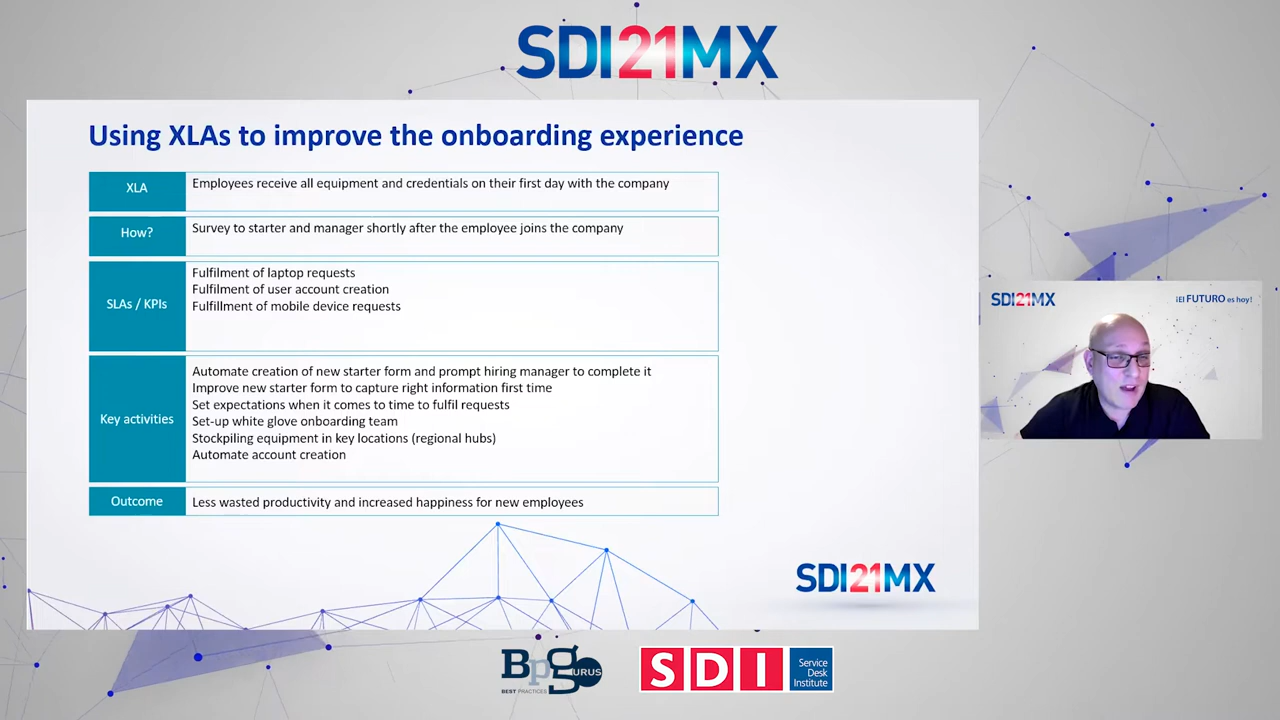 SDI21MX
Using XLAs to improve the onboarding experience
XLA
Employees receive all equipment and credentials on their first day with the company
How?
Survey to starter and manager shortly after the employee joins the company
SLAs / KPIs
Fulfilment of laptop requests
Fulfilment of user account creation
Fulfillment of mobile device requests
Key activities
Automate creation of new starter form and prompt hiring manager to complete it
Improve new starter form to capture right information first time
Set expectations when it comes to time to fulfil requests
Set-up white glove onboarding team
Stockpiling equipment in key locations (regional hubs)
Automate account creation
Outcome
Less wasted productivity and increased happiness for new employees
SDI21MX
SDI21MX
¡El FUTURO es hoy!
BpgURUS
BEST PRACTICES
SDI
Service
Desk
Institute